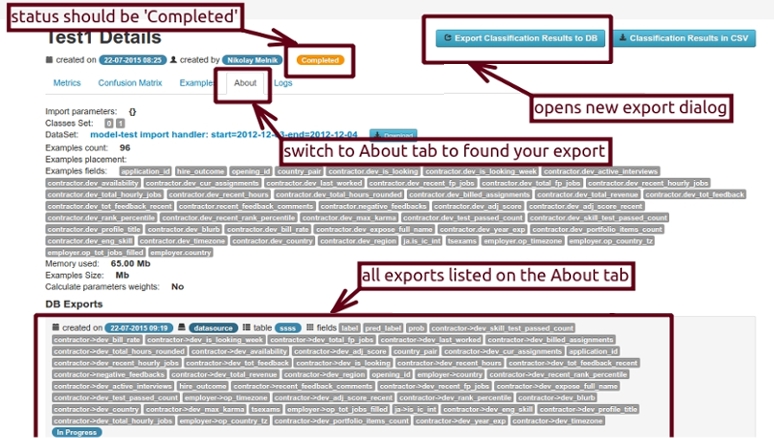 status should be 'Completed'
Test1 Details
Export Classification Results to DB
Classification Results in CSV
created on 22-07-2015 08:25 created by Nikolay Melnik Completed
Metrics Confusion Matrix Examples About Logs
opens new export dialog
Import parameters: {}
Classes Set: 0 1
DataSet: model-test import handler: start=2012-12-03-end=2012-12-04 Download
switch to About tab to found your export
Examples count: 96
Examples placement:
Examples fields: application_id hire_outcome opening_id country_pair contractor.dev_is_looking contractor.dev_is_looking_week contractor.dev_active_interviews
contractor.dev_availability contractor.dev_cur_assignments contractor.dev_last_worked contractor.dev_recent_fp_jobs contractor.dev_total_fp_jobs contractor.dev_recent_hourly_jobs
contractor.dev_total_hourly_jobs contractor.dev_recent_hours contractor.dev_total_hours_rounded contractor.dev_billed_assignments contractor.dev_total_revenue contractor.dev_tot_feedback
contractor.dev_tot_feedback_recent contractor.recent_feedback_comments contractor.negative_feedbacks contractor.dev_adj_score contractor.dev_adj_score_recent
contractor.dev_rank_percentile contractor.dev_recent_rank_percentile contractor.dev_max_karma contractor.dev_test_passed_count contractor.dev_skill_test_passed_count
contractor.dev_profile_title contractor.dev_blurb contractor.dev_bill_rate contractor.dev_expose_full_name contractor.dev_year_exp contractor.dev_portfolio_items_count
contractor.dev_eng_skill contractor.dev_timezone contractor.dev_country contractor.dev_region ja.is_ic_int tsexams employer.op_timezone employer.op_country_tz
employer.op_tot_jobs_filled employer.country
Memory used: 65.00 Mb
Examples Size: Mb
Calculate parameters weights: No
all exports listed on the About tab
DB Exports
created on 22-07-2015 09:19 datasource table ssss fields label pred_label prob contractor->dev_skill_test_passed_count
contractor->dev_bill_rate contractor->dev_is_looking_week contractor->dev_total_fp_jobs contractor->dev_last_worked contractor->dev_billed_assignments
contractor->dev_total_hours_rounded contractor->dev_availability contractor->dev_adj_score country_pair contractor->dev_cur_assignments application_id
contractor->dev_recent_hourly_jobs contractor->dev_tot_feedback contractor->dev_is_looking contractor->dev_recent_hours contractor->dev_tot_feedback_recent
contractor->negative_feedbacks contractor->dev_total_revenue contractor->dev_region opening_id employer->country contractor->dev_recent_rank_percentile
contractor->dev_active_interviews hire_outcome contractor->recent_feedback_comments contractor->dev_recent_fp_jobs contractor->dev_expose_full_name
contractor->dev_test_passed_count employer->op_timezone contractor->dev_adj_score_recent contractor->dev_rank_percentile contractor->dev_blurb
contractor->dev_country contractor->dev_max_karma tsexams employer->op_tot_jobs_filled ja->is_ic_int contractor->dev_eng_skill contractor->dev_profile_title
contractor->dev_total_hourly_jobs employer->op_country_tz contractor->dev_portfolio_items_count contractor->dev_year_exp contractor->dev_timezone
In Progress